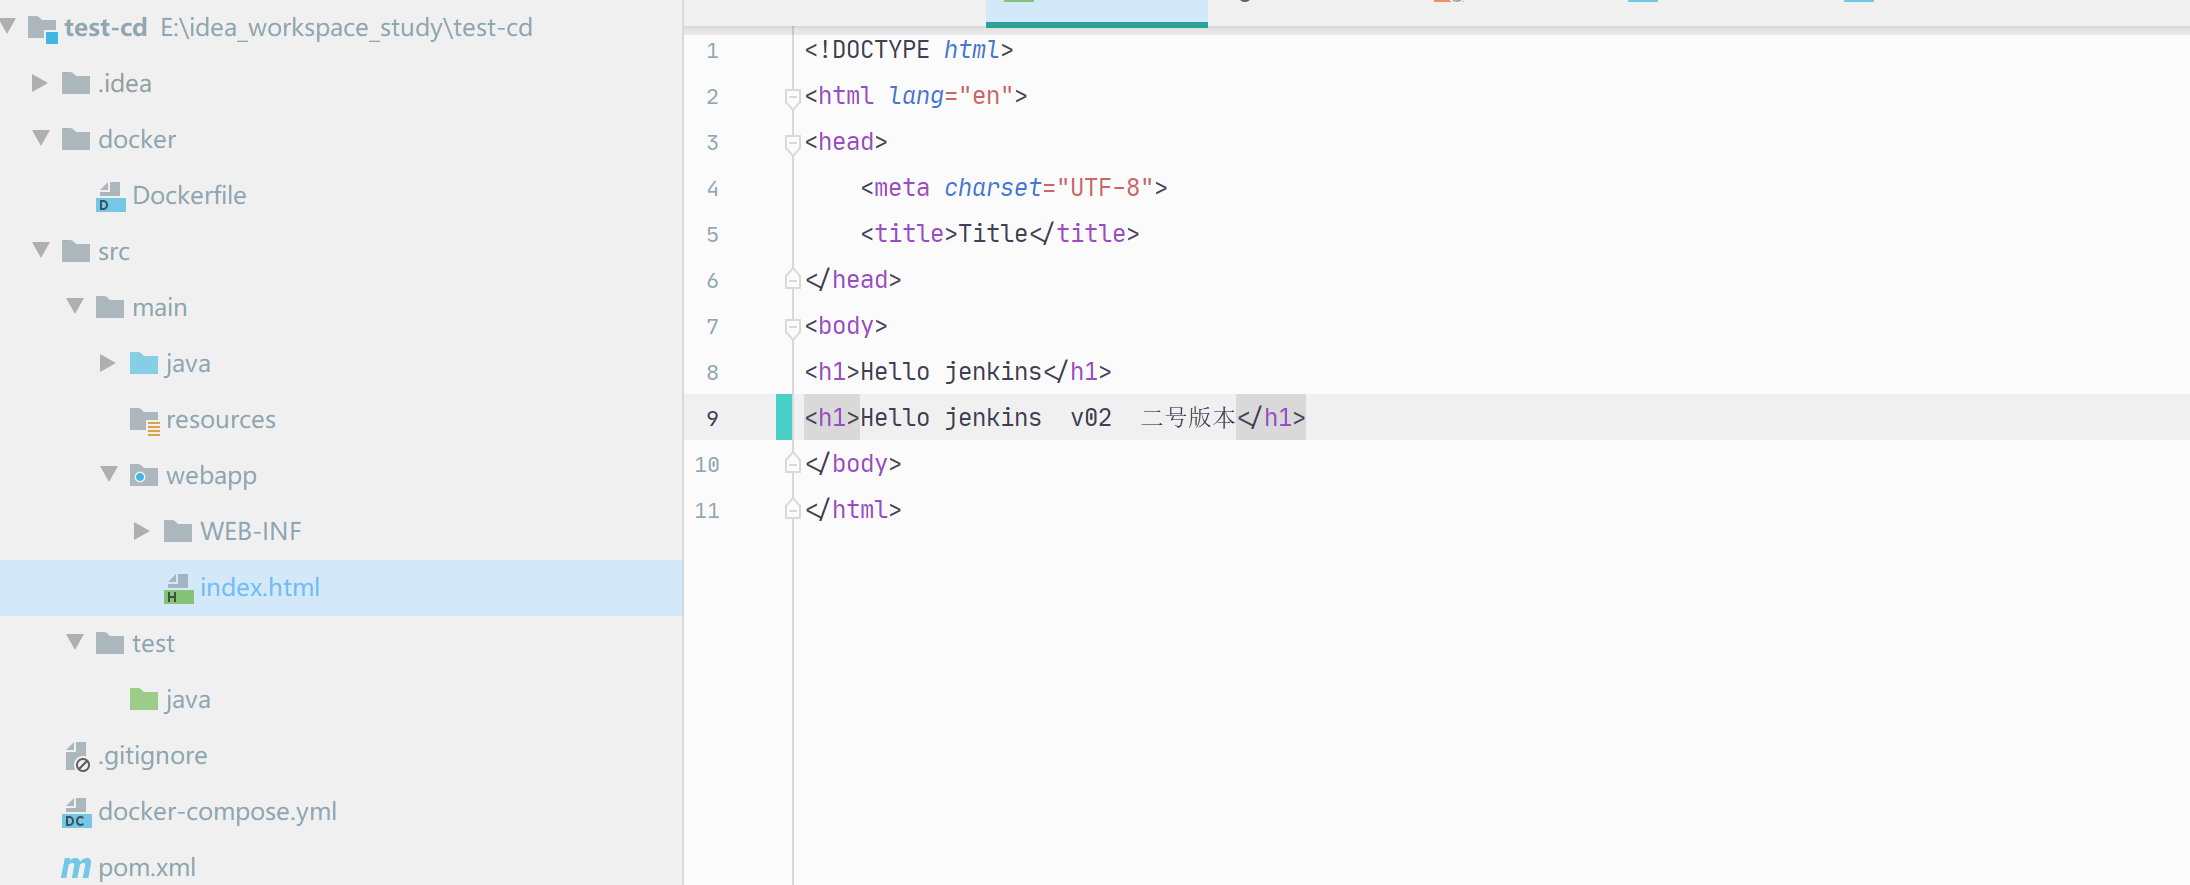 test-cd E:\idea_workspace_study\test-cd
.idea
docker
Dockerfile
src
main
java
resources
webapp
WEB-INF
index.html
test
java
.gitignore
docker-compose.yml
pom.xml
1 <!DOCTYPE html>
2 <html lang="en">
3 <head>
4 <meta charset="UTF-8">
5 <title>Title</title>
6 </head>
7 <body>
8 <h1>Hello jenkins</h1>
9 <h1>Hello jenkins  v02  二号版本</h1>
10 </body>
11 </html>